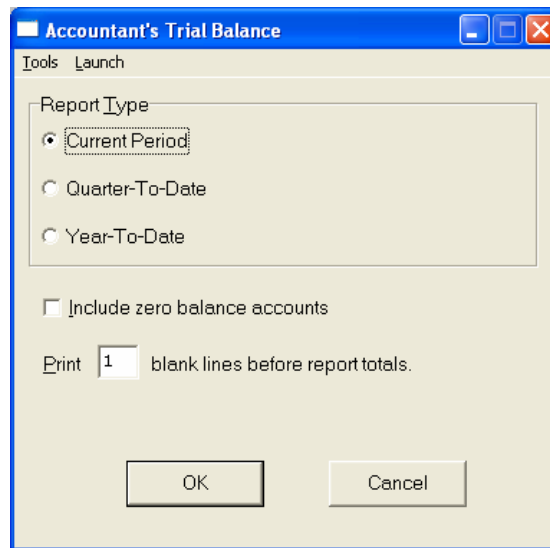 Accountant's Trial Balance
Tools Launch
Report Type
Current Period
Quarter-To-Date
Year-To-Date
Include zero balance accounts
Print 1 blank lines before report totals.
OK Cancel